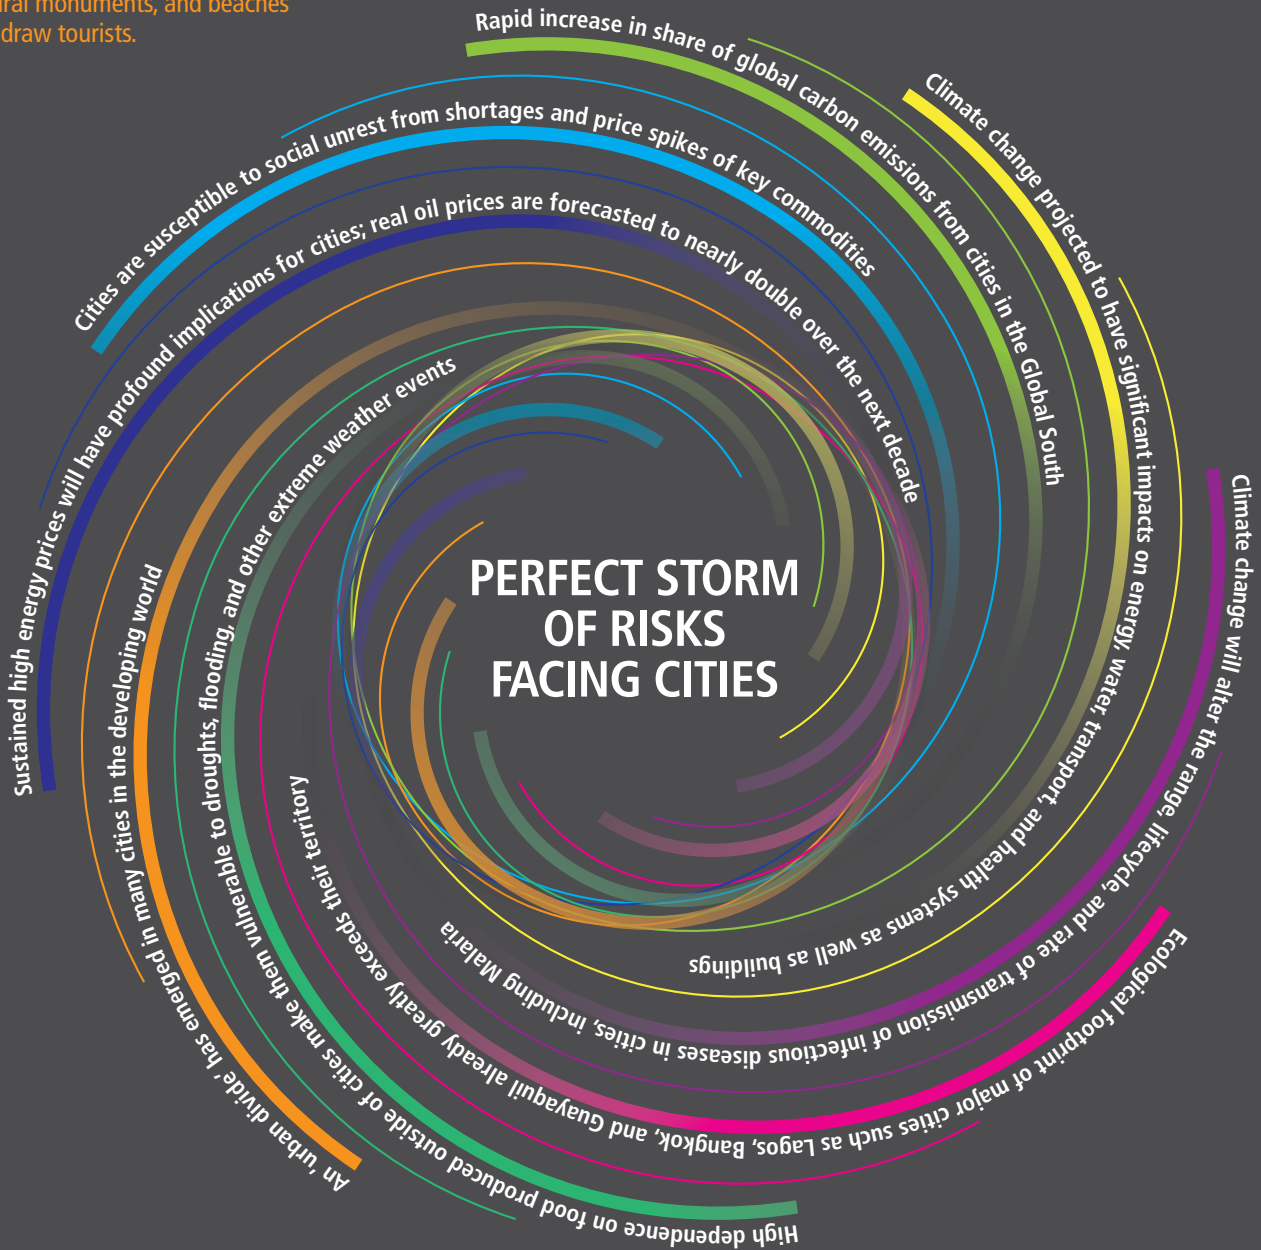 ral monuments, and beaches
draw tourists.
Rapid increase in share of global carbon emissions from cities in the Global South
Climate change projected to have significant impacts on energy, water, transport, and health systems as well as buildings
Climate change will alter the range, lifecycle, and rate of transmission of infectious diseases in cities, including Malaria
Ecological footprint of major cities such as Lagos, Bangkok, and Guayaquil already greatly exceeds their territory
High dependence on food produced outside of cities make them vulnerable to droughts, flooding, and other extreme weather events
An ‘urban divide’ has emerged in many cities in the developing world
Sustained high energy prices will have profound implications for cities; real oil prices are forecasted to nearly double over the next decade
Cities are susceptible to social unrest from shortages and price spikes of key commodities
PERFECT STORM
OF RISKS
FACING CITIES